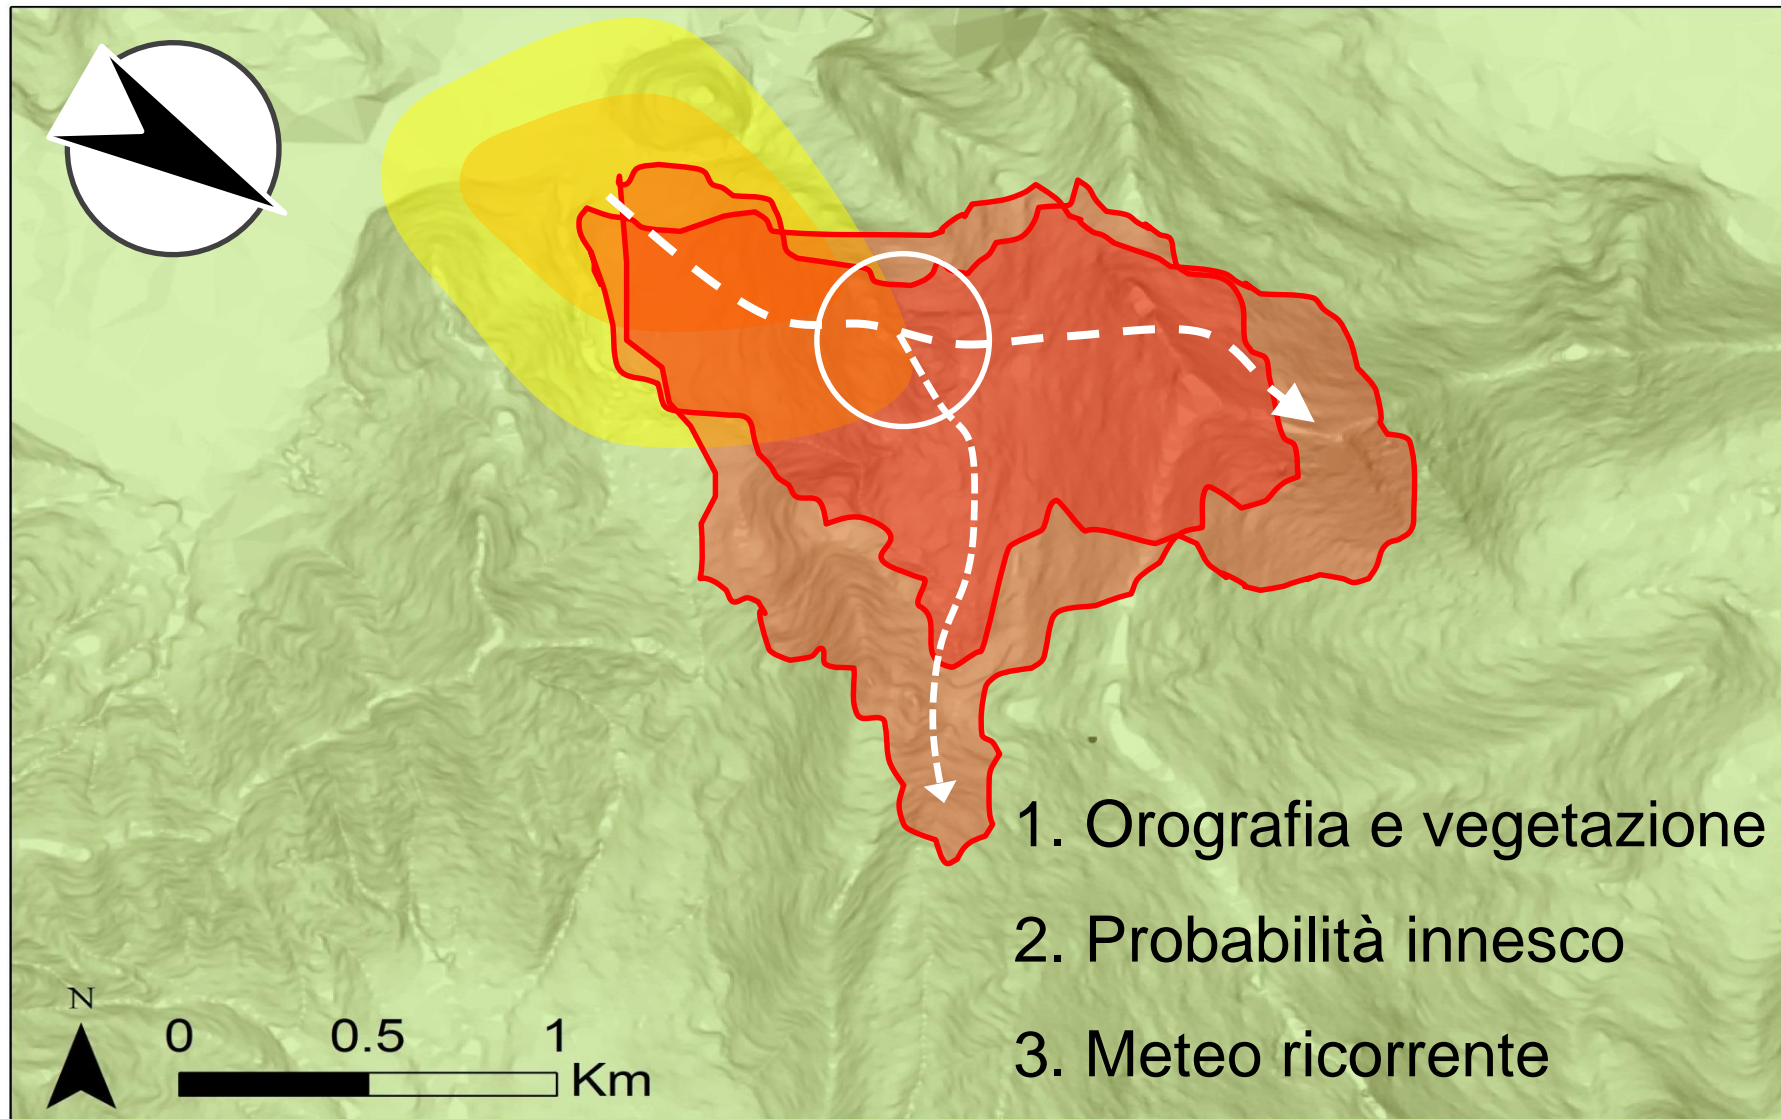 1. Orografia e vegetazione
2. Probabilità innesco
3. Meteo ricorrente
N
0 0.5 1
Km